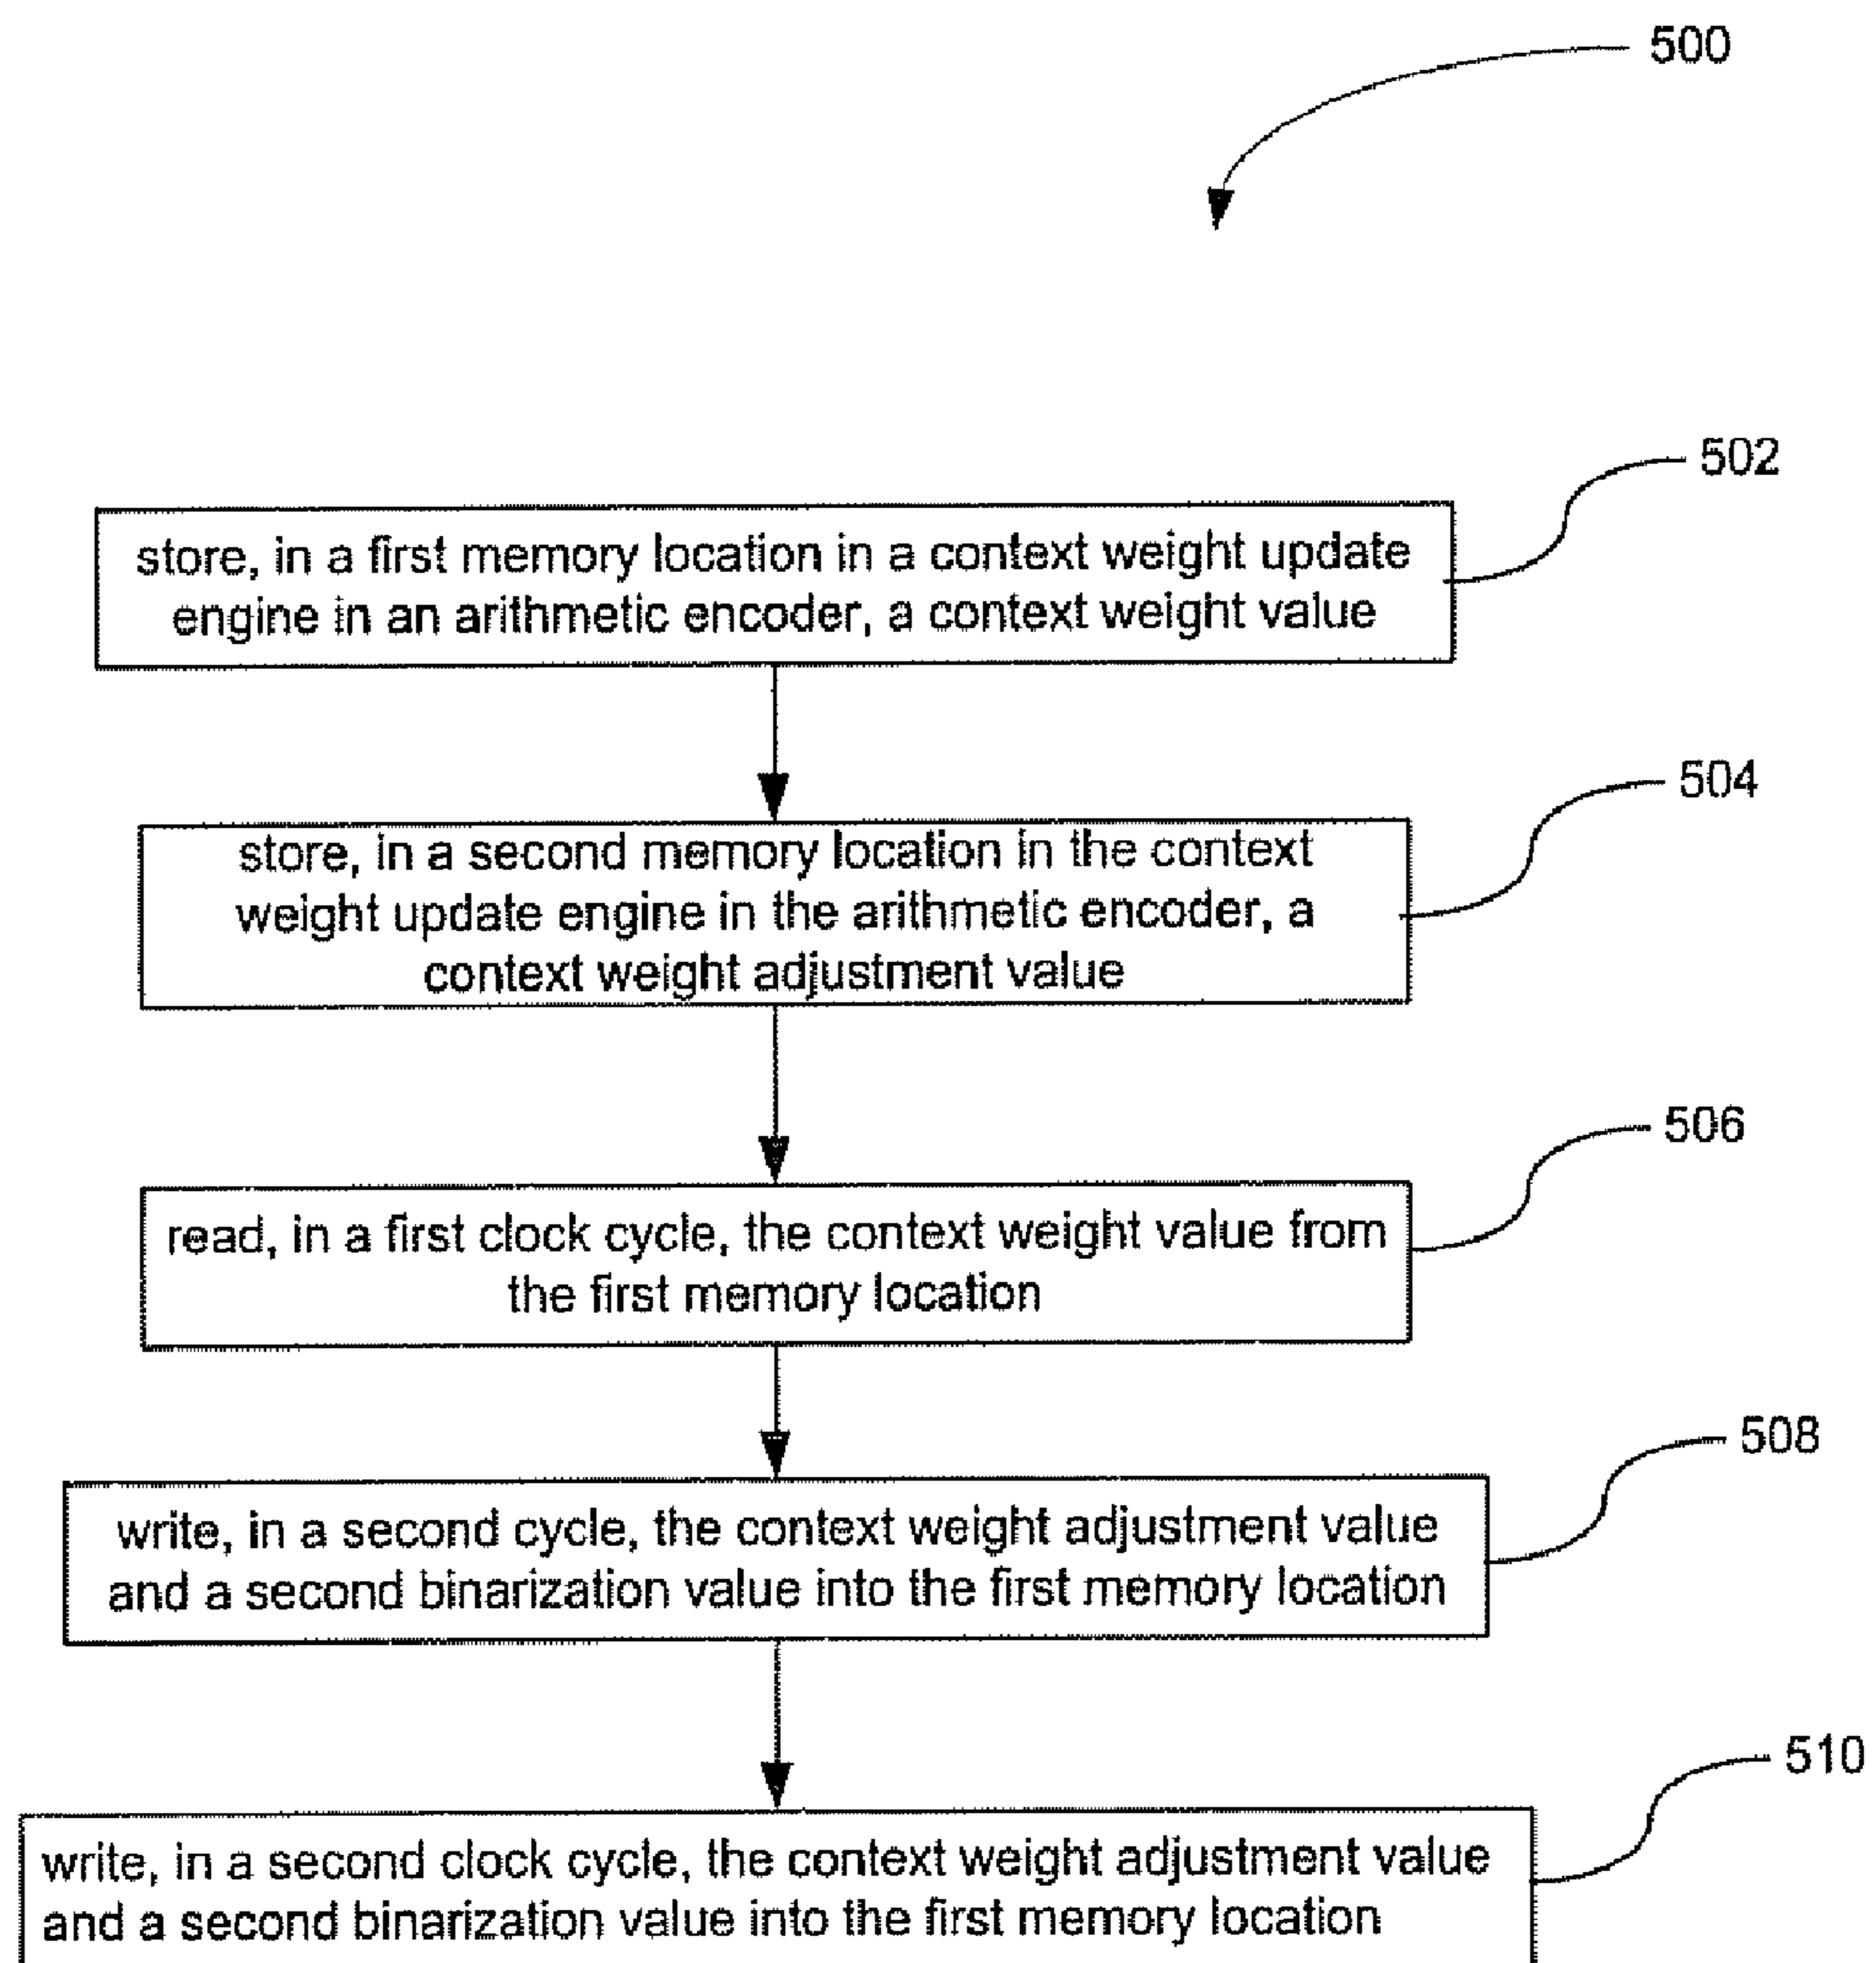 500
502
store, in a first memory location in a context weight update
engine in an arithmetic encoder, a context weight value
504
store, in a second memory location in the context
weight update engine in the arithmetic encoder, a
context weight adjustment value
506
read, in a first clock cycle, the context weight value from
the first memory location
508
write, in a second cycle, the context weight adjustment value
and a second binarization value into the first memory location
510
write, in a second clock cycle, the context weight adjustment value
and a second binarization value into the first memory location